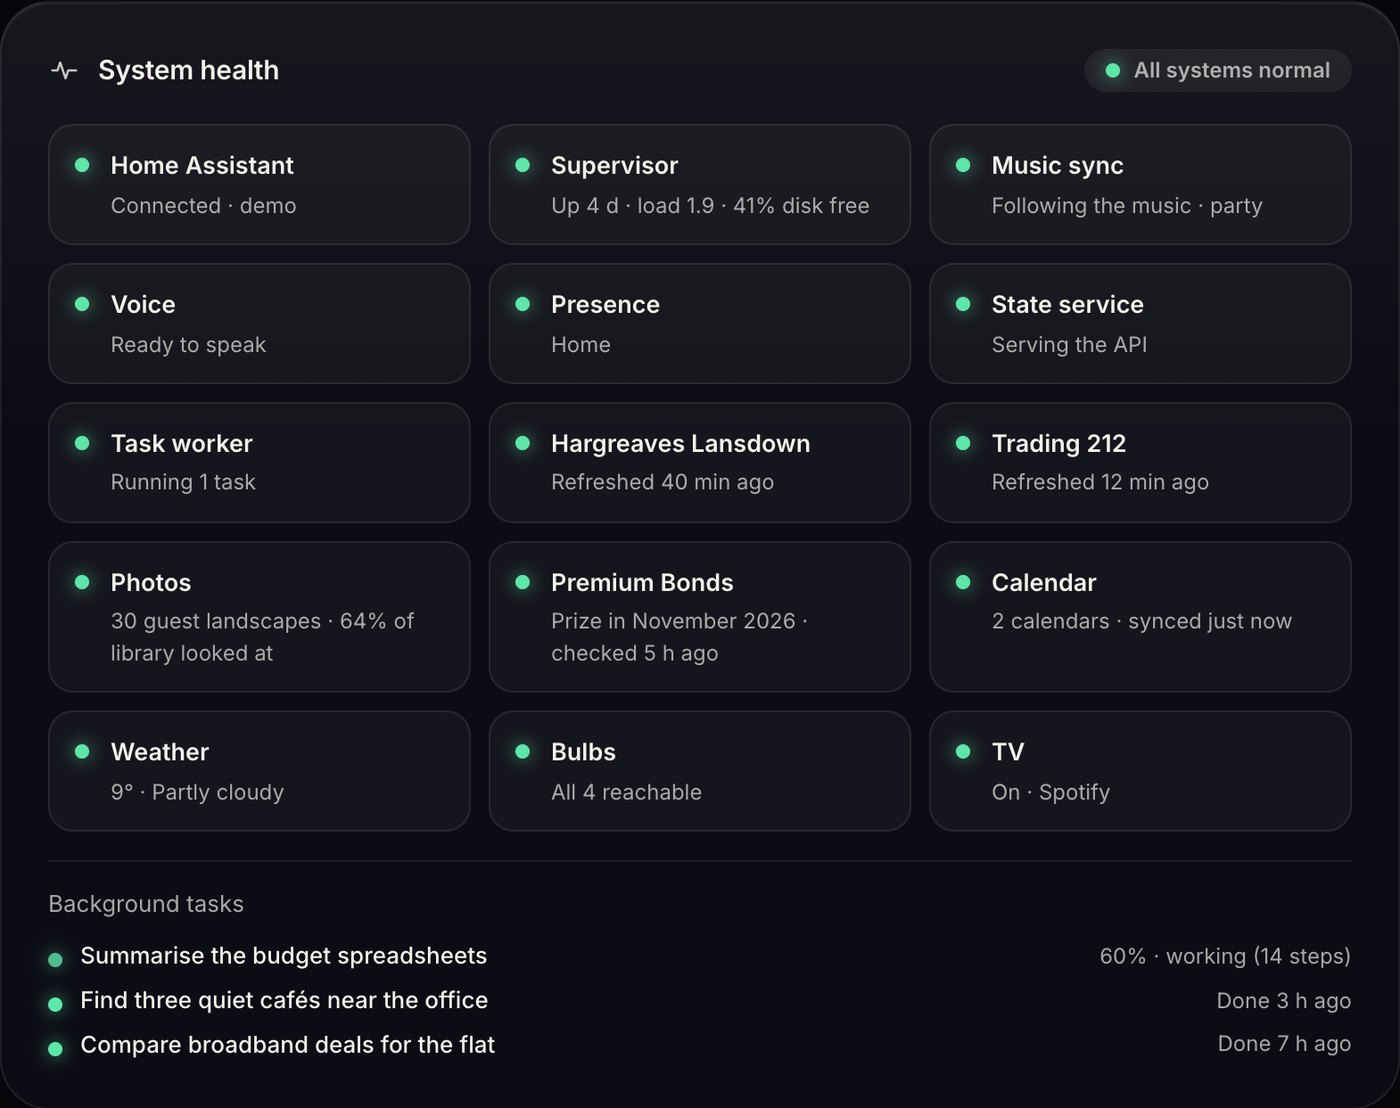 System health
All systems normal
Home Assistant
Connected · demo
Supervisor
Up 4 d · load 1.9 · 41% disk free
Music sync
Following the music · party
Voice
Ready to speak
Presence
Home
State service
Serving the API
Task worker
Running 1 task
Hargreaves Lansdown
Refreshed 40 min ago
Trading 212
Refreshed 12 min ago
Photos
30 guest landscapes · 64% of
library looked at
Premium Bonds
Prize in November 2026 ·
checked 5 h ago
Calendar
2 calendars · synced just now
Weather
9° · Partly cloudy
Bulbs
All 4 reachable
TV
On · Spotify
Background tasks
Summarise the budget spreadsheets
60% · working (14 steps)
Find three quiet cafés near the office
Done 3 h ago
Compare broadband deals for the flat
Done 7 h ago